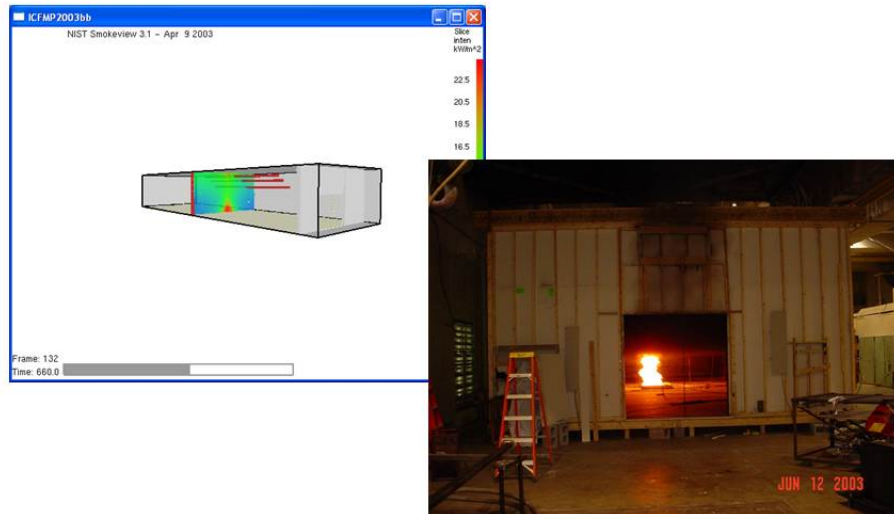 ICFMP2003bb
NIST Smokeview 3.1 - Apr 9 2003
Slice
inten
kW/m^2
22.5
20.5
18.5
16.5
Frame: 132
Time: 660.0
JUN 12 2003